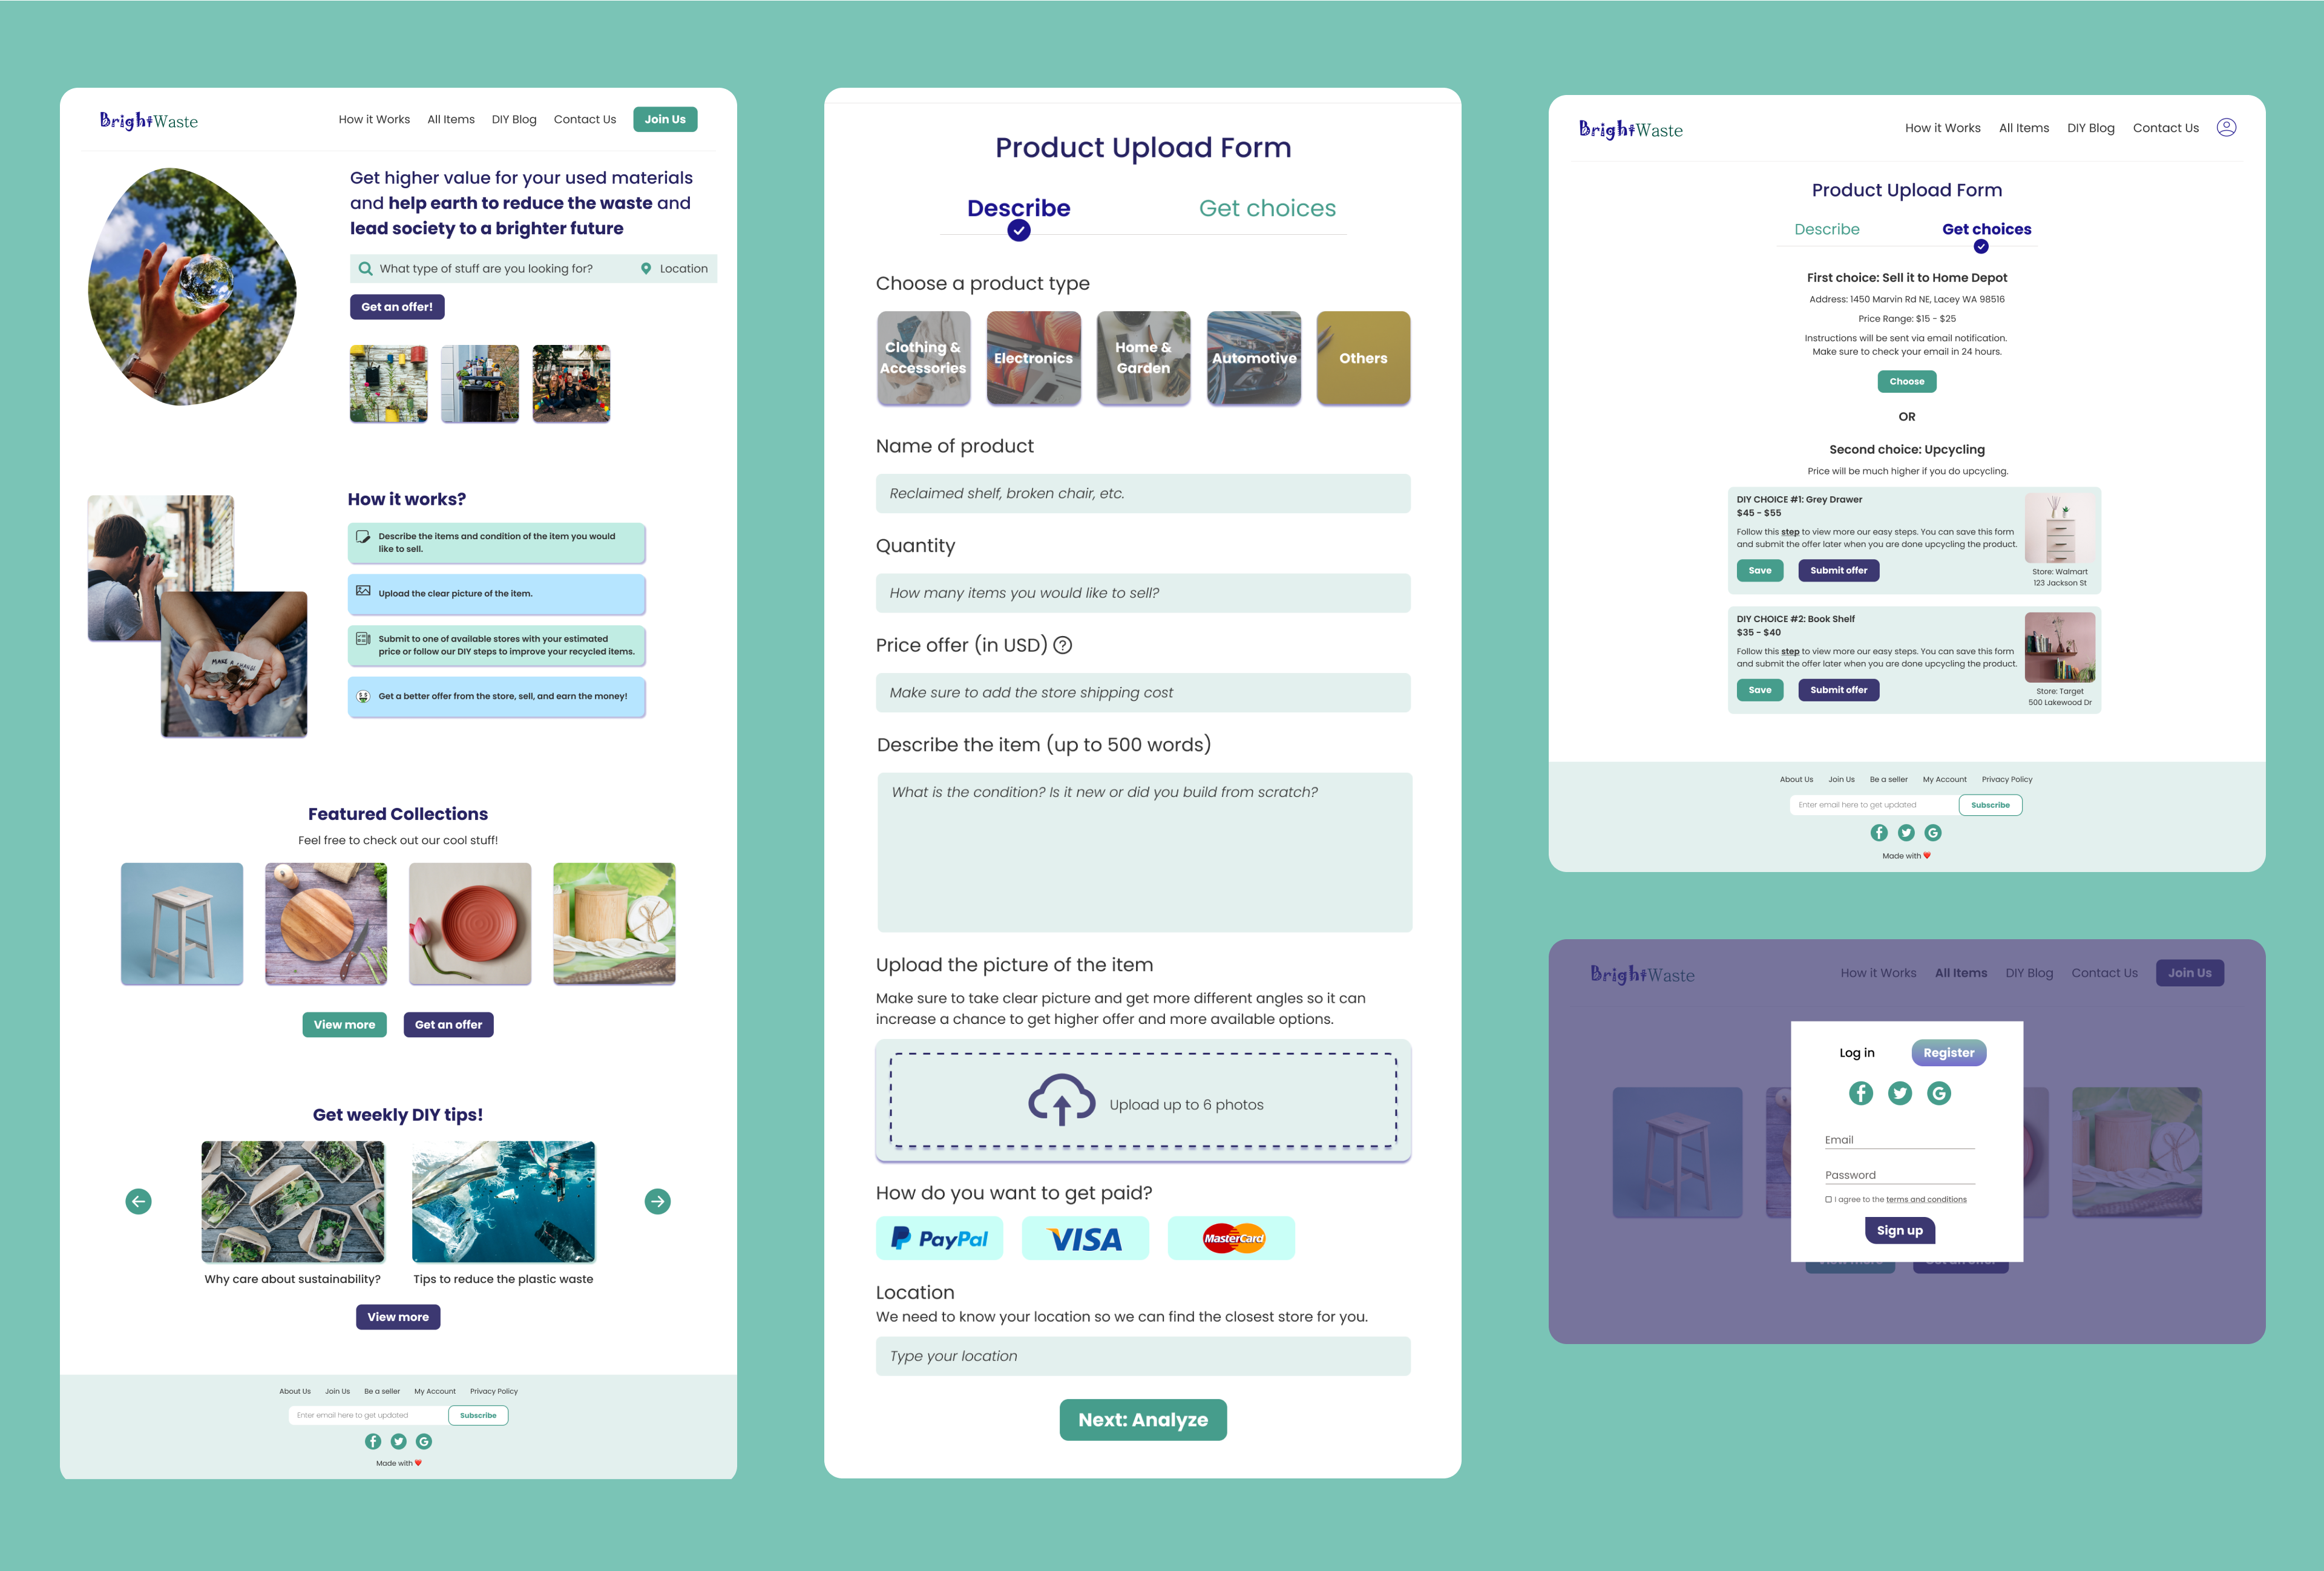 BrightWaste
How it Works All Items DIY Blog Contact Us Join Us
Get higher value for your used materials
and help earth to reduce the waste and
lead society to a brighter future
What type of stuff are you looking for? Location
Get an offer!
How it works?
Describe the items and condition of the item you would
like to sell.
Upload the clear picture of the item.
Submit to one of available stores with your estimated
price or follow our DIY steps to improve your recycled items.
Get a better offer from the store, sell, and earn the money!
MAKE A CHANGE
Featured Collections
Feel free to check out our cool stuff!
View more Get an offer
Get weekly DIY tips!
Why care about sustainability? Tips to reduce the plastic waste
View more
About Us Join Us Be a seller My Account Privacy Policy
Enter email here to get updated Subscribe
Made with
Product Upload Form
Describe Get choices
Choose a product type
Clothing &
Accessories
Electronics
Home &
Garden
Automotive
Others
Name of product
Reclaimed shelf, broken chair, etc.
Quantity
How many items you would like to sell?
Price offer (in USD) ?
Make sure to add the store shipping cost
Describe the item (up to 500 words)
What is the condition? Is it new or did you build from scratch?
Upload the picture of the item
Make sure to take clear picture and get more different angles so it can
increase a chance to get higher offer and more available options.
Upload up to 6 photos
How do you want to get paid?
PayPal VISA MasterCard
Location
We need to know your location so we can find the closest store for you.
Type your location
Next: Analyze
BrightWaste
How it Works All Items DIY Blog Contact Us
Product Upload Form
Describe Get choices
First choice: Sell it to Home Depot
Address: 1450 Marvin Rd NE, Lacey WA 98516
Price Range: $15 - $25
Instructions will be sent via email notification.
Make sure to check your email in 24 hours.
Choose
OR
Second choice: Upcycling
Price will be much higher if you do upcycling.
DIY CHOICE #1: Grey Drawer
$45 - $55
Follow this step to view more our easy steps. You can save this form
and submit the offer later when you are done upcycling the product.
Save Submit offer
Store: Walmart
123 Jackson St
DIY CHOICE #2: Book Shelf
$35 - $40
Follow this step to view more our easy steps. You can save this form
and submit the offer later when you are done upcycling the product.
Save Submit offer
Store: Target
500 Lakewood Dr
About Us Join Us Be a seller My Account Privacy Policy
Enter email here to get updated Subscribe
Made with
BrightWaste
How it Works All Items DIY Blog Contact Us Join Us
Log in Register
Email
Password
I agree to the terms and conditions
Sign up